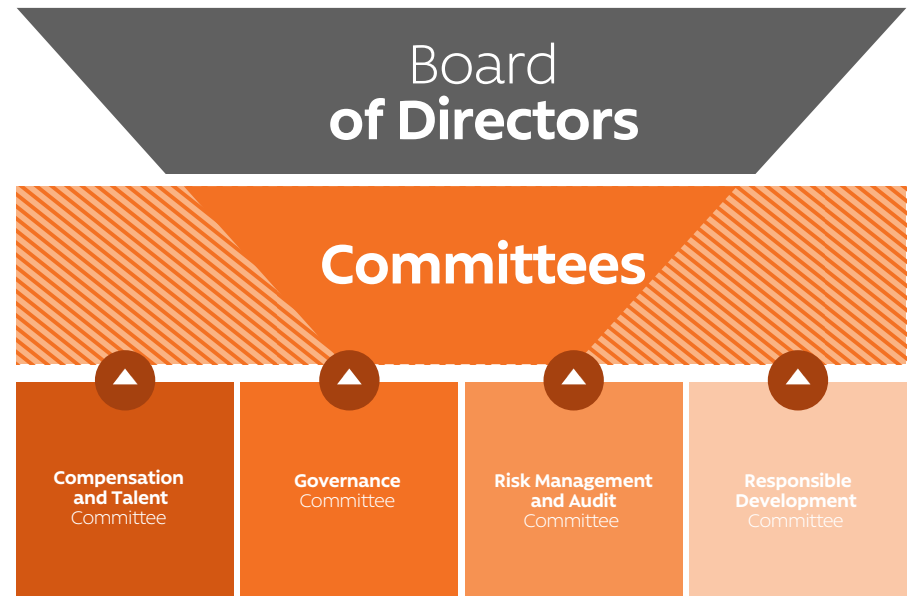 Board
of Directors
Committees
Compensation
and Talent
Committee
Governance
Committee
Risk Management
and Audit
Committee
Responsible
Development
Committee